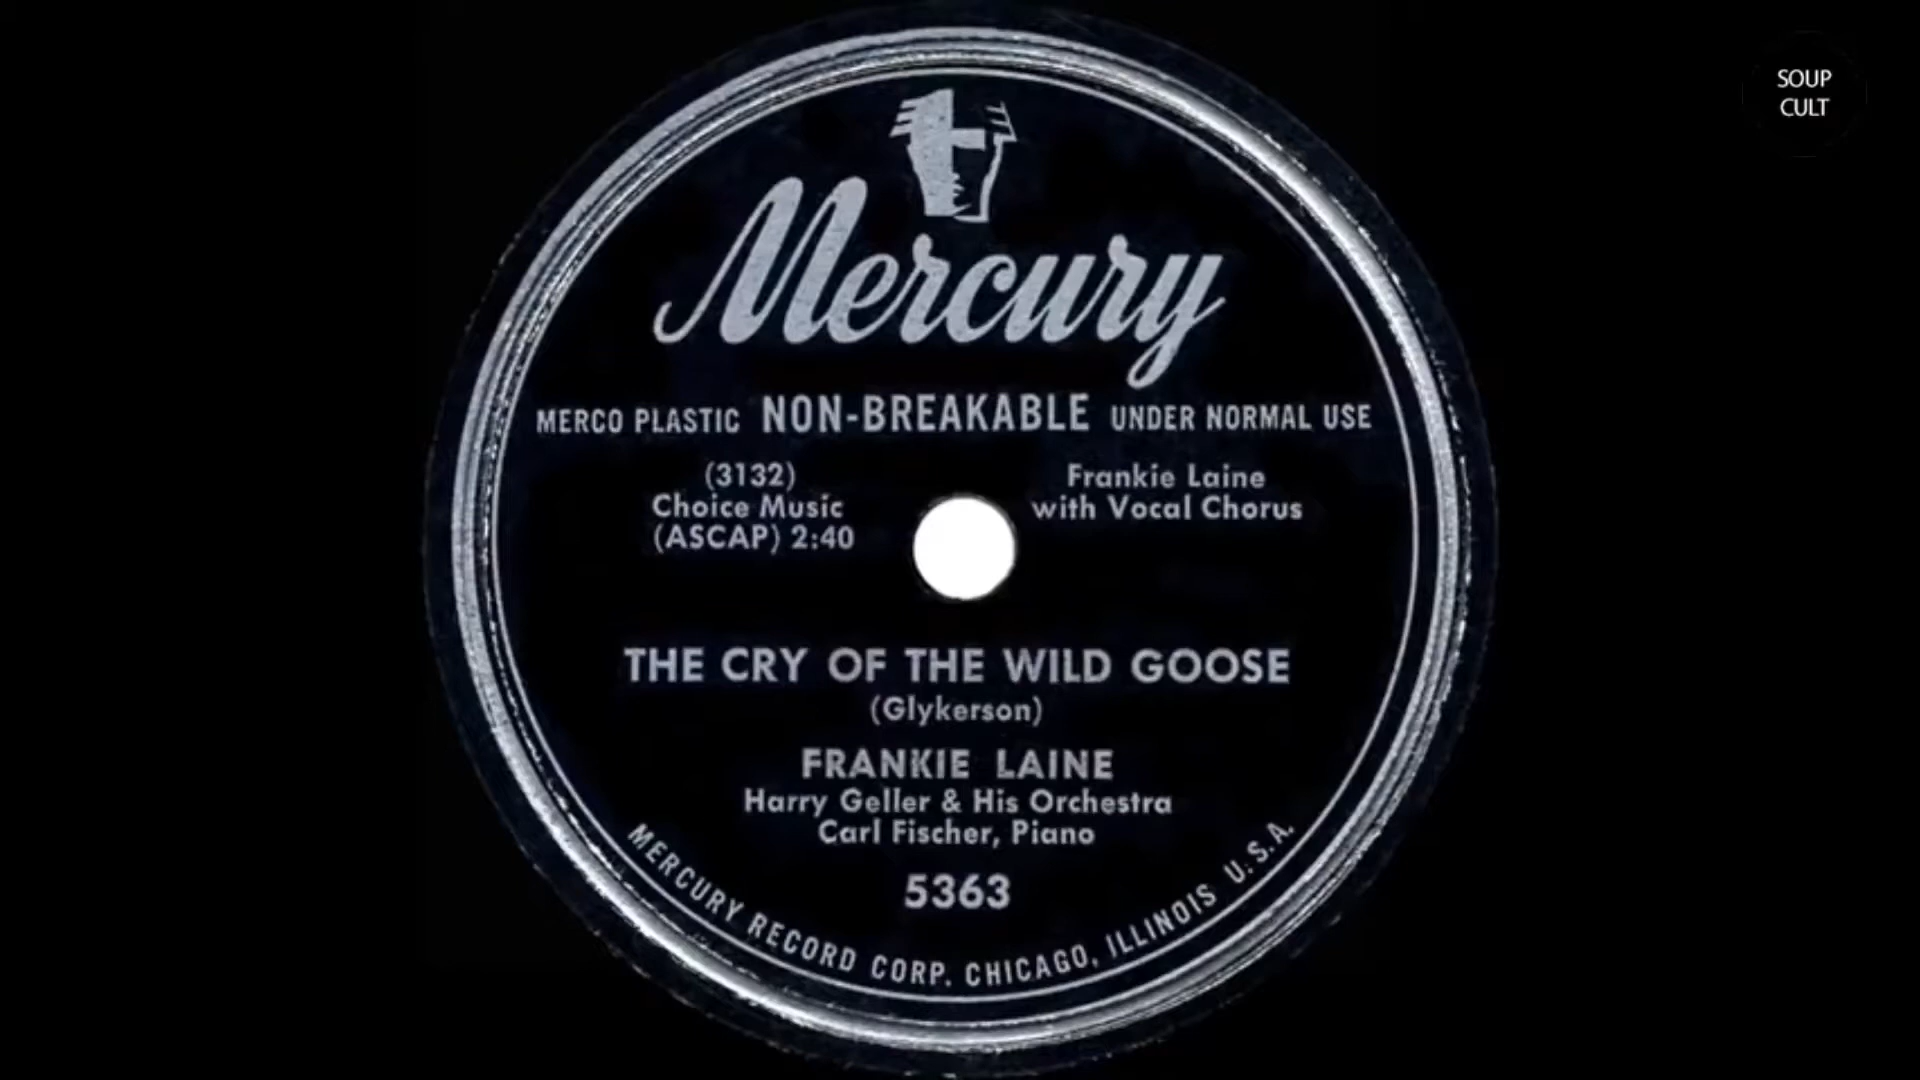 SOUP
CULT
Mercury
MERCO PLASTIC NON-BREAKABLE UNDER NORMAL USE
(3132)
Choice Music
(ASCAP) 2:40
Frankie Laine
with Vocal Chorus
THE CRY OF THE WILD GOOSE
(Glykerson)
FRANKIE LAINE
Harry Geller & His Orchestra
Carl Fischer, Piano
5363
MERCURY RECORD CORP. CHICAGO, ILLINOIS U.S.A.